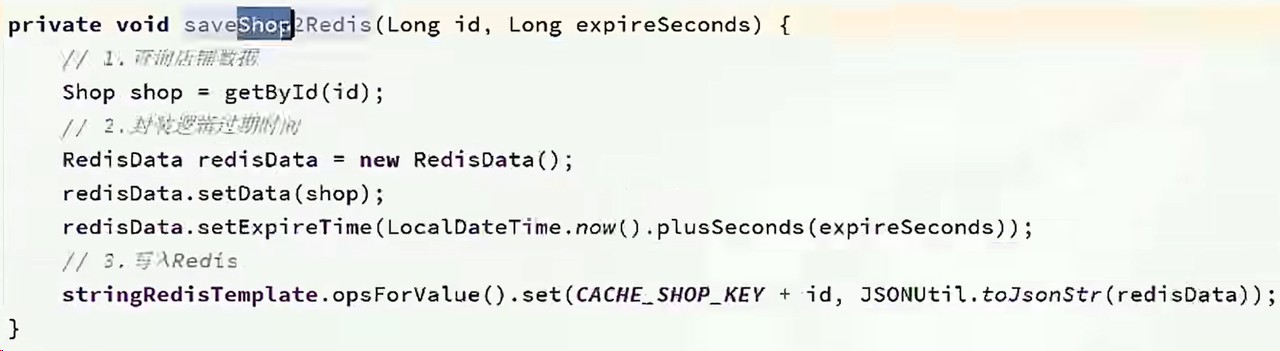 private void saveShop2Redis(Long id, Long expireSeconds) {
// 1.查询店铺数据
Shop shop = getById(id);
// 2.封装逻辑过期时间
RedisData redisData = new RedisData();
redisData.setData(shop);
redisData.setExpireTime(LocalDateTime.now().plusSeconds(expireSeconds));
// 3.写入Redis
stringRedisTemplate.opsForValue().set(CACHE_SHOP_KEY + id, JSONUtil.toJsonStr(redisData));
}